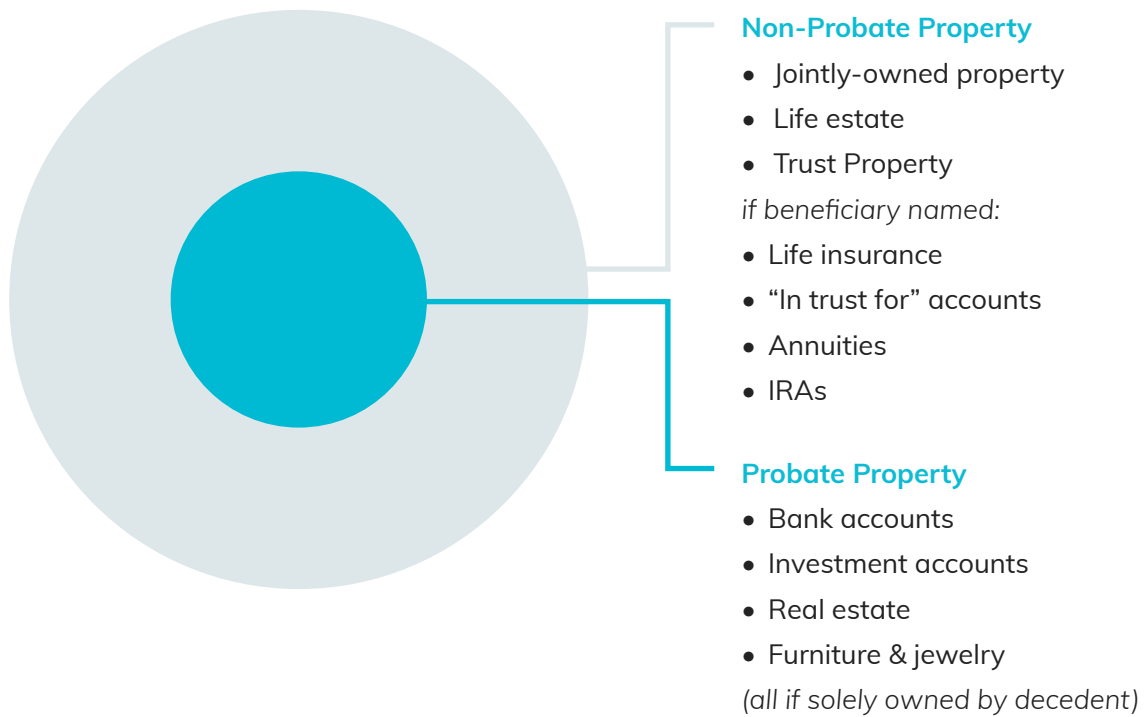 Non-Probate Property
• Jointly-owned property
• Life estate
• Trust Property
if beneficiary named:
• Life insurance
• “In trust for” accounts
• Annuities
• IRAs
Probate Property
• Bank accounts
• Investment accounts
• Real estate
• Furniture & jewelry
(all if solely owned by decedent)